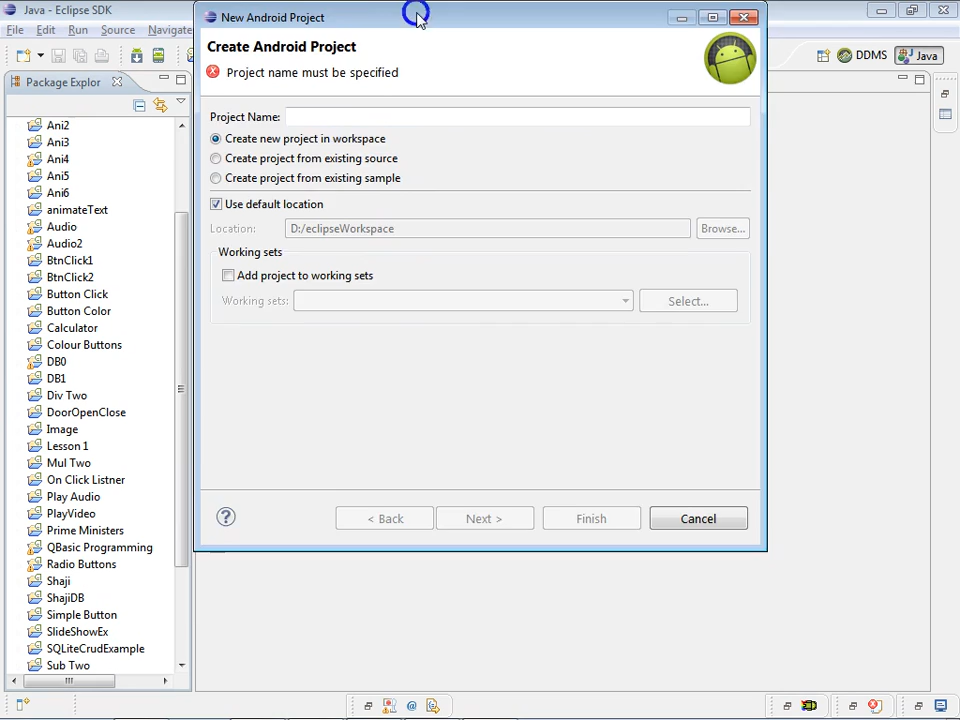 Java - Eclipse SDK
File Edit Run Source Navigate
DDMS Java
Package Explor
Ani2
Ani3
Ani4
Ani5
Ani6
animateText
Audio
Audio2
BtnClick1
BtnClick2
Button Click
Button Color
Calculator
Colour Buttons
DB0
DB1
Div Two
DoorOpenClose
Image
Lesson 1
Mul Two
On Click Listner
Play Audio
PlayVideo
Prime Ministers
QBasic Programming
Radio Buttons
Shaji
ShajiDB
Simple Button
SlideShowEx
SQLiteCrudExample
Sub Two
New Android Project
Create Android Project
Project name must be specified
Project Name:
Create new project in workspace
Create project from existing source
Create project from existing sample
Use default location
Location: D:/eclipseWorkspace Browse...
Working sets
Add project to working sets
Working sets: Select...
? < Back Next > Finish Cancel